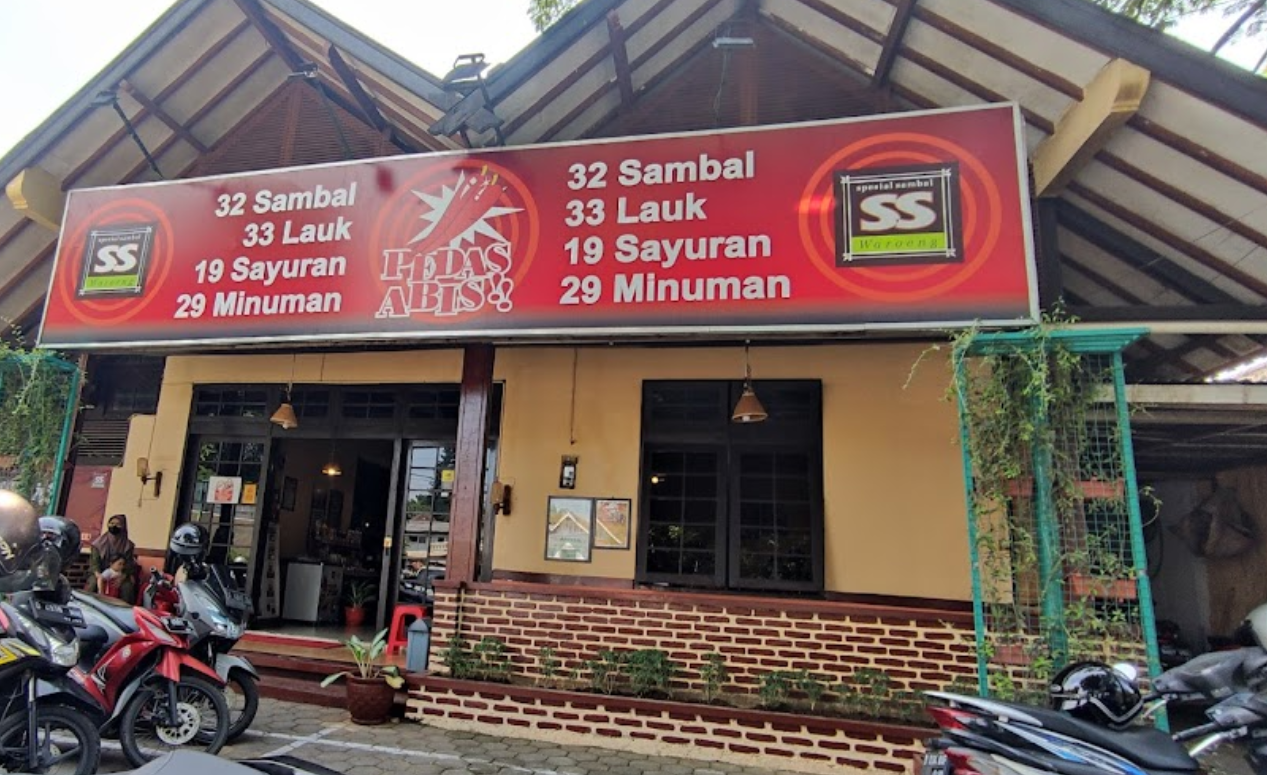 spesial sambal
SS
Waroeng
32 Sambal
33 Lauk
19 Sayuran
29 Minuman
PEDAS
ABIS!!
32 Sambal
33 Lauk
19 Sayuran
29 Minuman
spesial sambal
SS
Waroeng